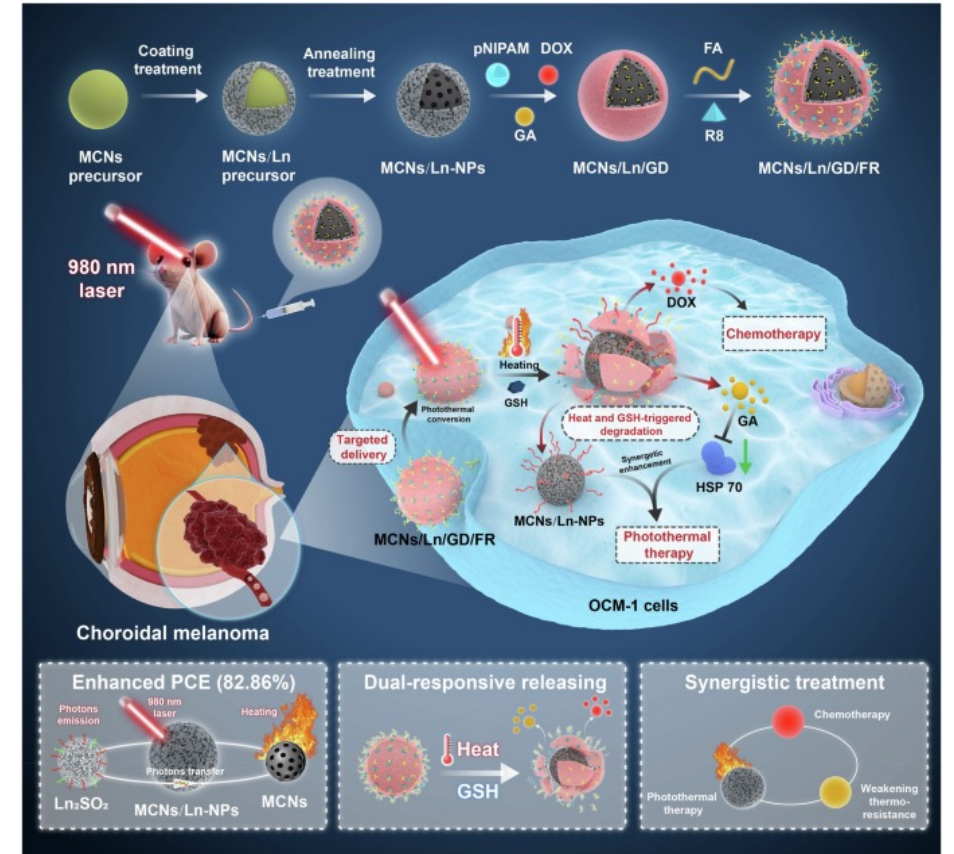 Coating
treatment
Annealing
treatment
pNIPAM DOX
GA
FA
R8
MCNs
precursor
MCNs/Ln
precursor
MCNs/Ln-NPs
MCNs/Ln/GD
MCNs/Ln/GD/FR
980 nm
laser
DOX
Chemotherapy
Heating
GSH
Photothermal
conversion
Targeted
delivery
Heat and GSH-triggered
degradation
GA
Synergetic
enhancement
HSP 70
MCNs/Ln-NPs
MCNs/Ln/GD/FR
Photothermal
therapy
OCM-1 cells
Choroidal melanoma
Enhanced PCE (82.86%)
Photons
emission
980 nm
laser
Heating
Photons transfer
Ln₂SO₂
MCNs/Ln-NPs
MCNs
Dual-responsive releasing
Heat
GSH
Synergistic treatment
Chemotherapy
Photothermal
therapy
Weakening
thermo-
resistance